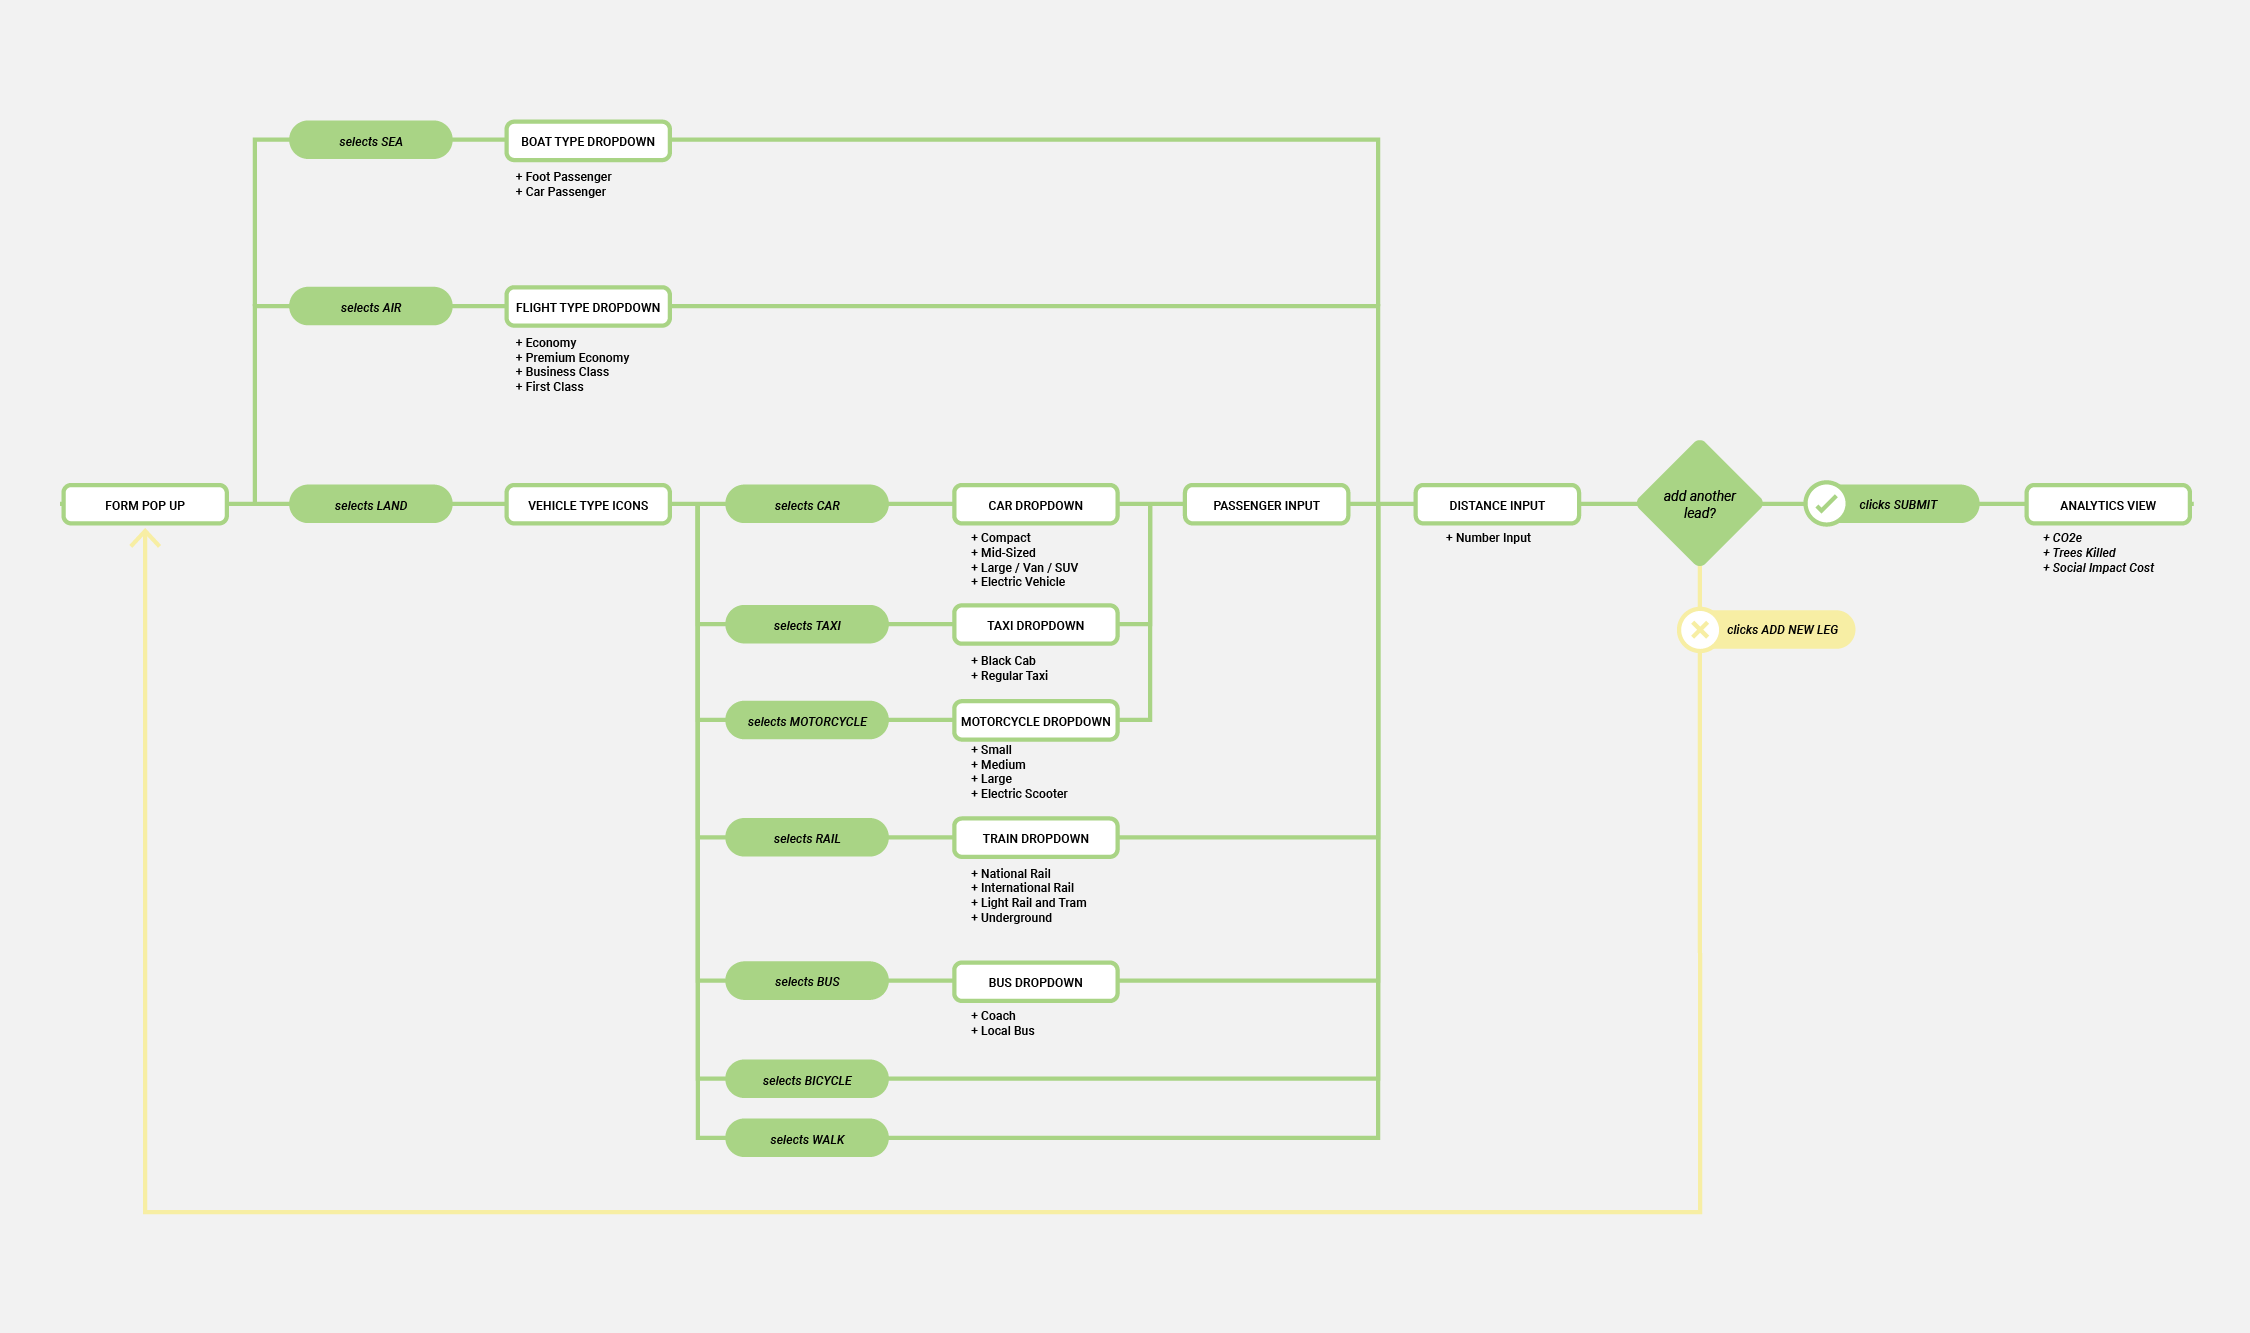 selects SEA
BOAT TYPE DROPDOWN
+ Foot Passenger
+ Car Passenger
selects AIR
FLIGHT TYPE DROPDOWN
+ Economy
+ Premium Economy
+ Business Class
+ First Class
FORM POP UP
selects LAND
VEHICLE TYPE ICONS
selects CAR
CAR DROPDOWN
+ Compact
+ Mid-Sized
+ Large / Van / SUV
+ Electric Vehicle
PASSENGER INPUT
DISTANCE INPUT
+ Number Input
add another
lead?
clicks SUBMIT
ANALYTICS VIEW
+ CO2e
+ Trees Killed
+ Social Impact Cost
clicks ADD NEW LEG
selects TAXI
TAXI DROPDOWN
+ Black Cab
+ Regular Taxi
selects MOTORCYCLE
MOTORCYCLE DROPDOWN
+ Small
+ Medium
+ Large
+ Electric Scooter
selects RAIL
TRAIN DROPDOWN
+ National Rail
+ International Rail
+ Light Rail and Tram
+ Underground
selects BUS
BUS DROPDOWN
+ Coach
+ Local Bus
selects BICYCLE
selects WALK